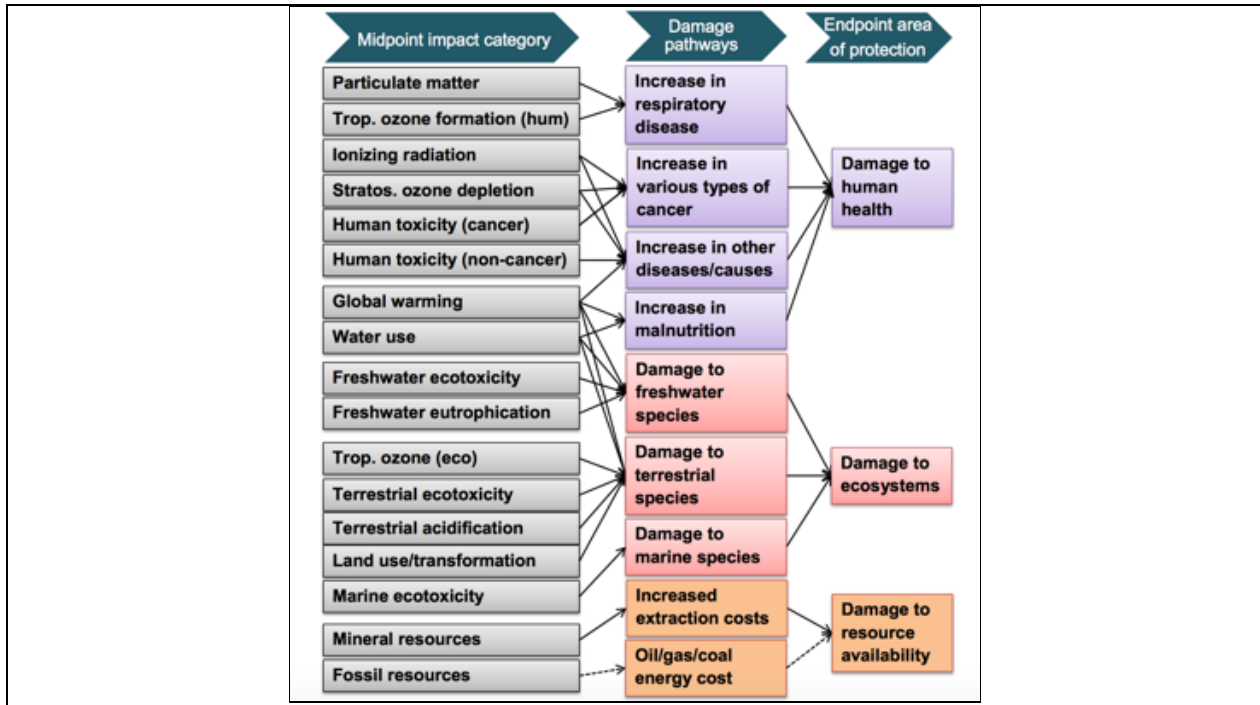 Midpoint impact category
Damage
pathways
Endpoint area
of protection
Particulate matter
Trop. ozone formation (hum)
Ionizing radiation
Stratos. ozone depletion
Human toxicity (cancer)
Human toxicity (non-cancer)
Global warming
Water use
Freshwater ecotoxicity
Freshwater eutrophication
Trop. ozone (eco)
Terrestrial ecotoxicity
Terrestrial acidification
Land use/transformation
Marine ecotoxicity
Mineral resources
Fossil resources
Increase in
respiratory
disease
Increase in
various types of
cancer
Increase in other
diseases/causes
Increase in
malnutrition
Damage to
freshwater
species
Damage to
terrestrial
species
Damage to
marine species
Increased
extraction costs
Oil/gas/coal
energy cost
Damage to
human
health
Damage to
ecosystems
Damage to
resource
availability